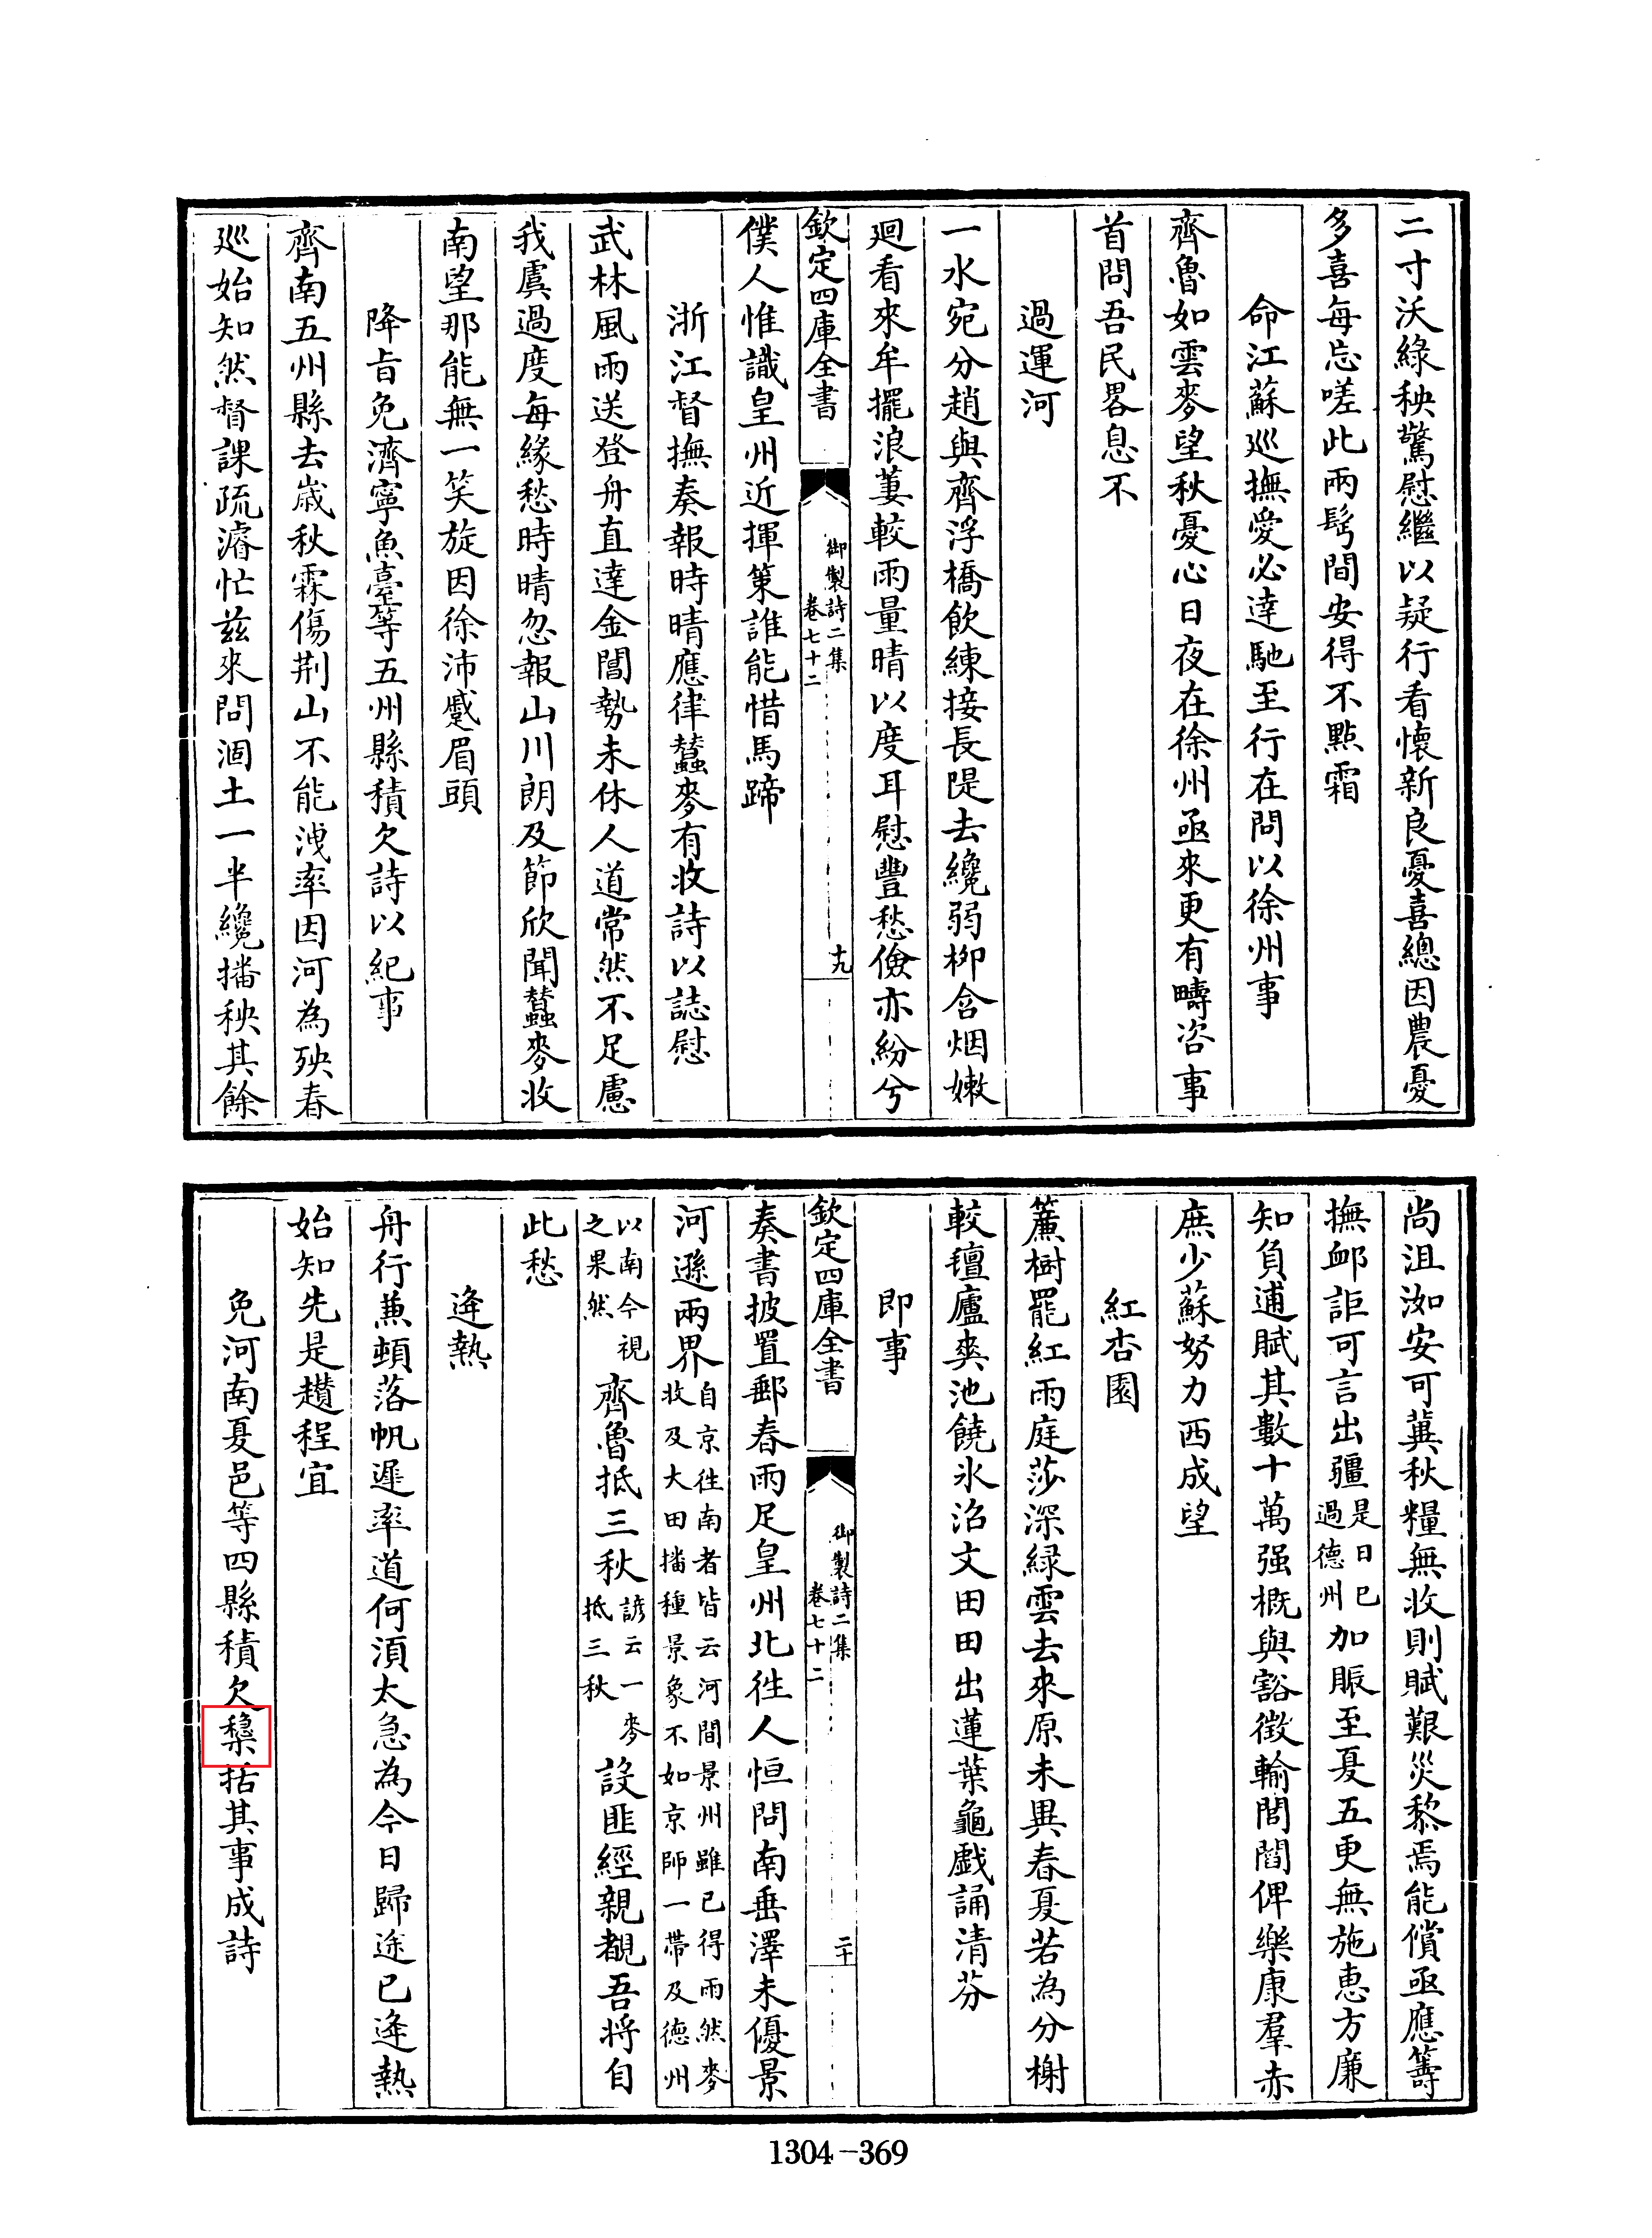 二寸沃綠秧驚慰繼以疑行看懷新良憂喜總因農憂
多喜每忘嗟此兩髩間安得不點霜
命江蘇巡撫愛必達馳至行在問以徐州事
齊魯如雲麥望秋憂心日夜在徐州亟來更有疇咨事
首問吾民畧息不
過運河
一水宛分趙與齊浮橋飲練接長隄去纔弱柳含烟嫩
廻看來牟擺浪萋較雨量晴以度耳慰豐愁儉亦紛兮
欽定四庫全書
御製詩二集
卷七十二
十九
僕人惟識皇州近揮策誰能惜馬蹄
浙江督撫奏報時晴應律蠶麥有收詩以誌慰
武林風雨送登舟直達金閶勢未休人道常然不足慮
我虞過度每緣愁時晴忽報山川朗及節欣聞蠶麥收
南望那能無一笑旋因徐沛蹙眉頭
降旨免濟寧魚臺等五州縣積欠詩以紀事
齊南五州縣去歲秋霖傷荆山不能洩率因河為殃春
巡始知然督課疏濬忙兹來問涸土一半纔播秧其餘
尚沮洳安可冀秋糧無收則賦艱災黎焉能償亟應籌
撫卹詎可言出疆是日已過德州加賑至夏五更無施恵方廉
知負逋賦其數十萬强概與豁徵輸閭閻俾樂康羣赤
庶少蘇努力西成望
紅杏園
簾樹罷紅雨庭莎深緑雲去來原未異春夏若為分榭
較氊廬爽池饒氷洽文田田出蓮葉龜戯誦清芬
即事
欽定四庫全書
御製詩二集
卷七十二
二十
奏書披置郵春雨足皇州北徃人恒問南垂澤未優景
河遜兩界自京徃南者皆云河間景州雖已得雨然麥收及大田播種景象不如京師一帶及德州
以南今視之果然齊魯抵三秋諺云一麥抵三秋設匪經親覩吾將自
此愁
逄熱
舟行兼頓落帆遲率道何湏太急為今日歸途已逄熱
始知先是趲程宜
免河南夏邑等四縣積欠檃括其事成詩
1304-369